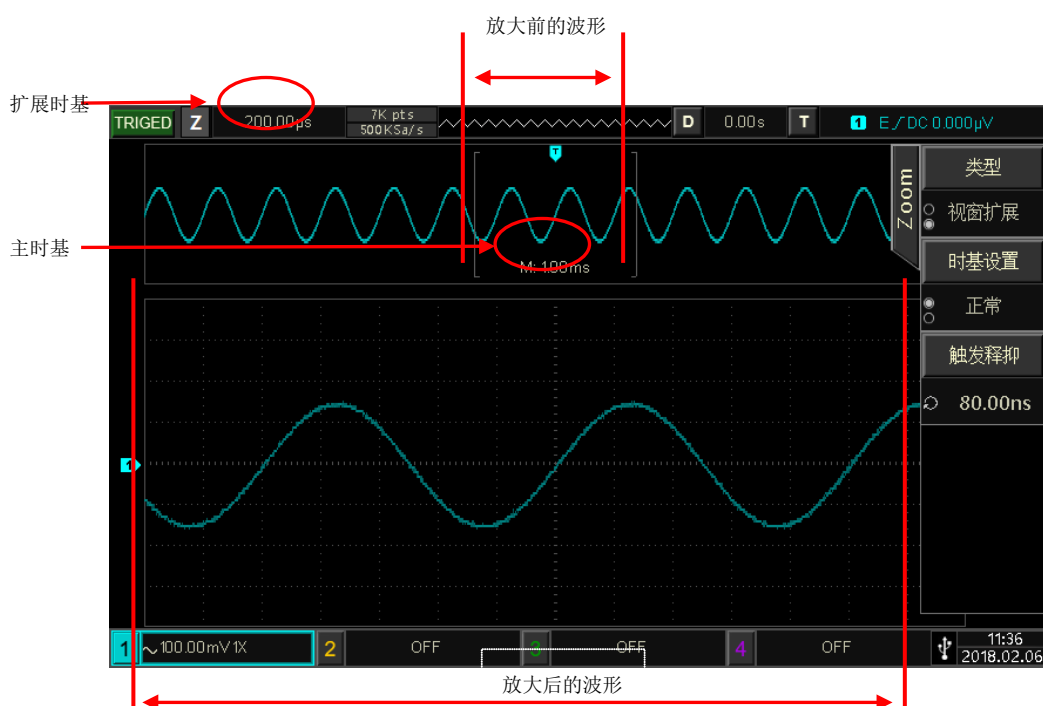 放大前的波形
扩展时基
TRIGED Z 200.00μs 7K pts 500KSa/s D 0.00s T 1 E DC 0.000μV
T
Zoom
类型
视窗扩展
主时基
M: 1.00ms
时基设置
正常
触发释抑
80.00ns
1
1 100.00mV 1X 2 OFF 3 OFF 4 OFF 11:36
2018.02.06
放大后的波形